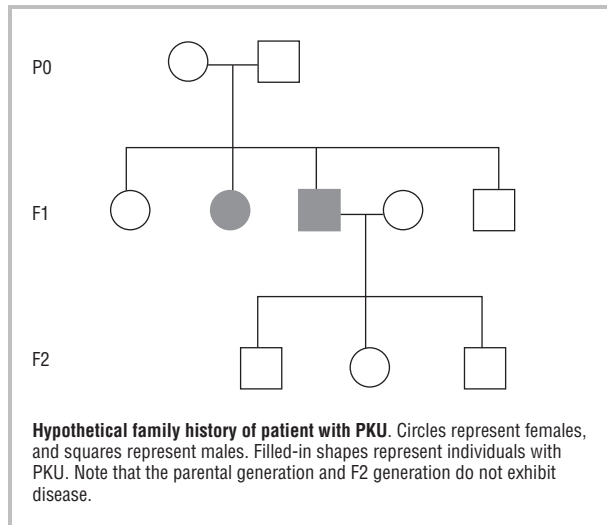 P0
F1
F2
Hypothetical family history of patient with PKU. Circles represent females,
and squares represent males. Filled-in shapes represent individuals with
PKU. Note that the parental generation and F2 generation do not exhibit
disease.